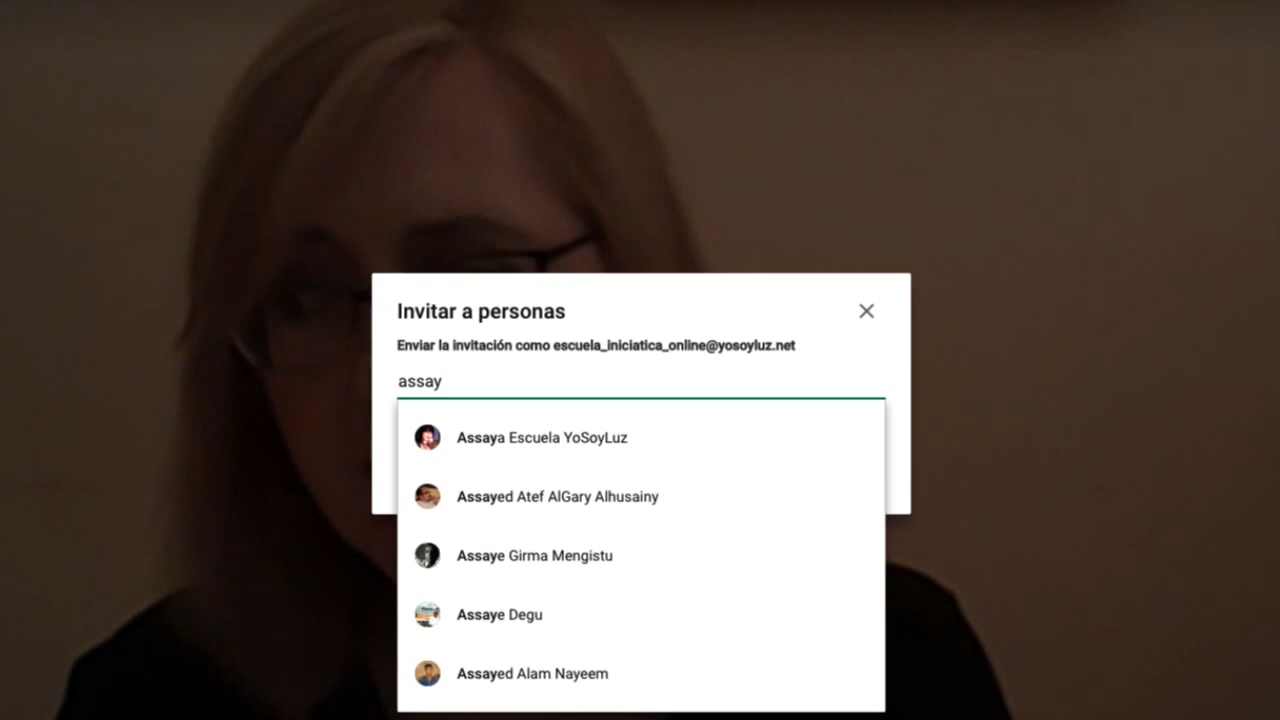 Invitar a personas
Enviar la invitación como escuela_iniciatica_online@yosoyluz.net
assay
Assaya Escuela YoSoyLuz
Assayed Atef AlGary Alhusainy
Assaye Girma Mengistu
Assaye Degu
Assayed Alam Nayeem